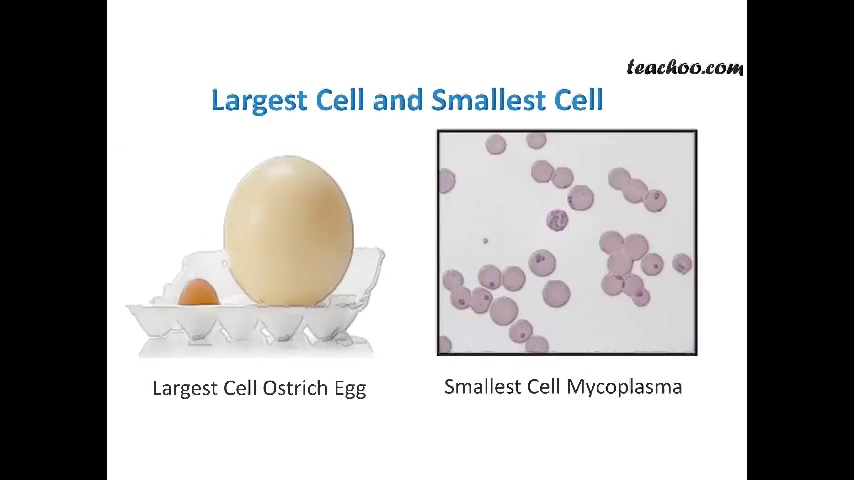 teachoo.com
Largest Cell and Smallest Cell
Largest Cell Ostrich Egg
Smallest Cell Mycoplasma